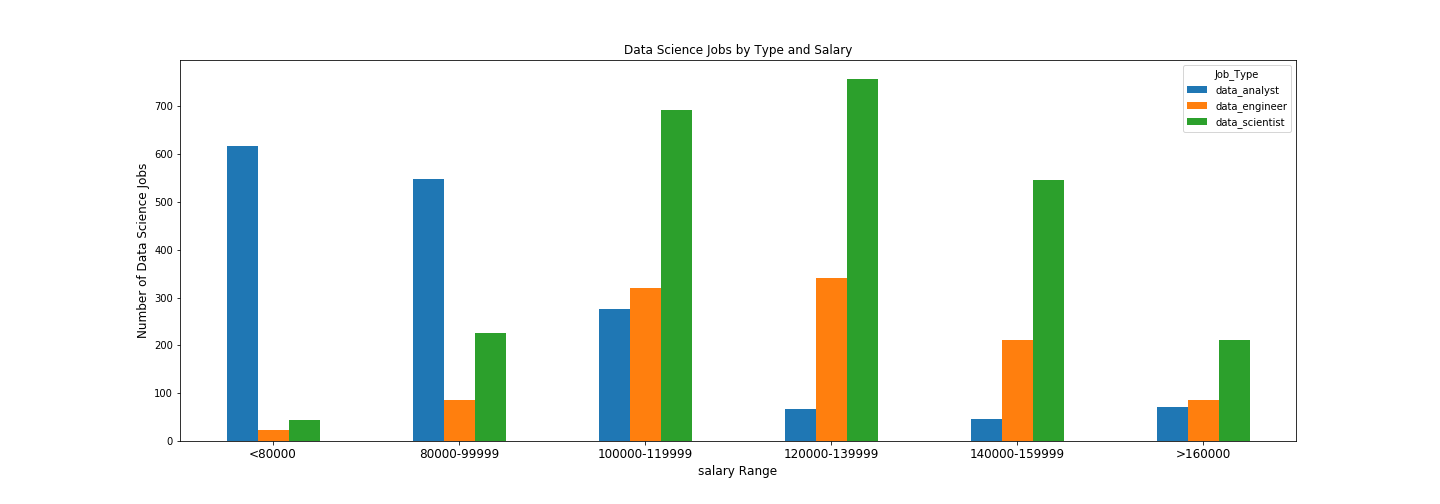 Data Science Jobs by Type and Salary
Job_Type
data_analyst
data_engineer
data_scientist
Number of Data Science Jobs
700
600
500
400
300
200
100
0
<80000 80000-99999 100000-119999 120000-139999 140000-159999 >160000
salary Range